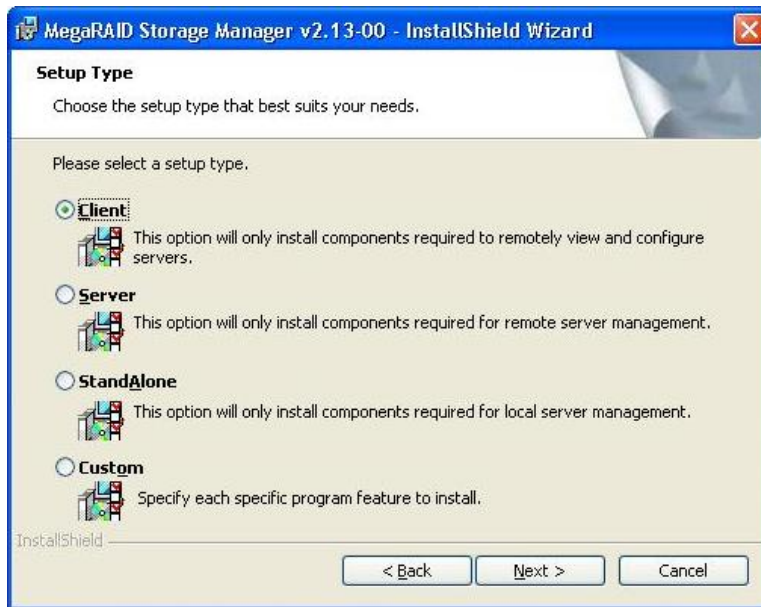 MegaRAID Storage Manager v2.13-00 - InstallShield Wizard
Setup Type
Choose the setup type that best suits your needs.
Please select a setup type.
Client
This option will only install components required to remotely view and configure
servers.
Server
This option will only install components required for remote server management.
StandAlone
This option will only install components required for local server management.
Custom
Specify each specific program feature to install.
InstallShield
< Back
Next >
Cancel